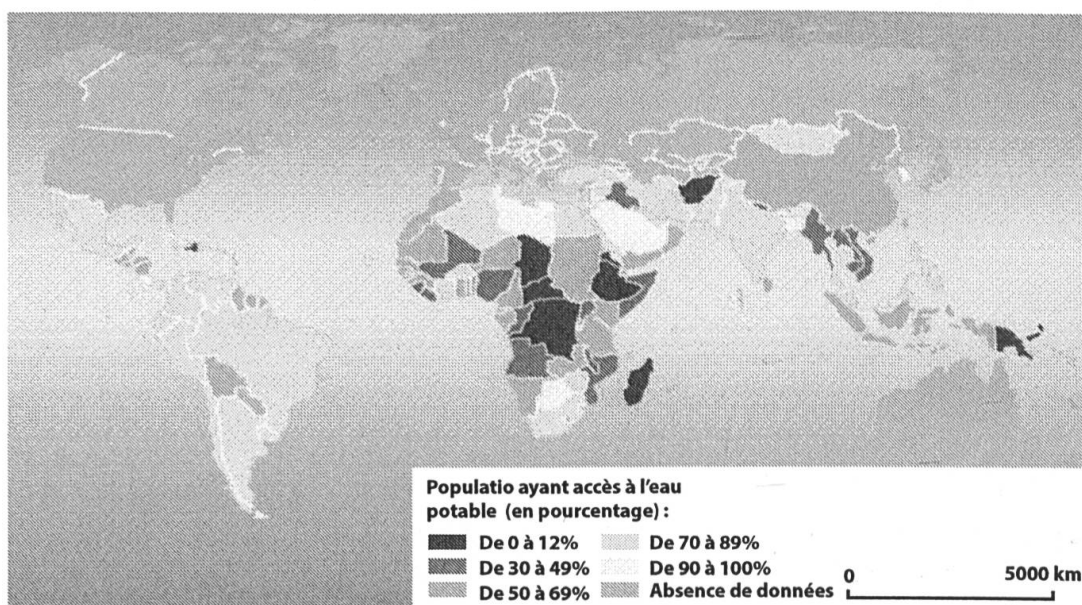 Populatio ayant accès à l'eau
potable (en pourcentage) :
De 0 à 12%
De 30 à 49%
De 50 à 69%
De 70 à 89%
De 90 à 100%
Absence de données
0 5000 km